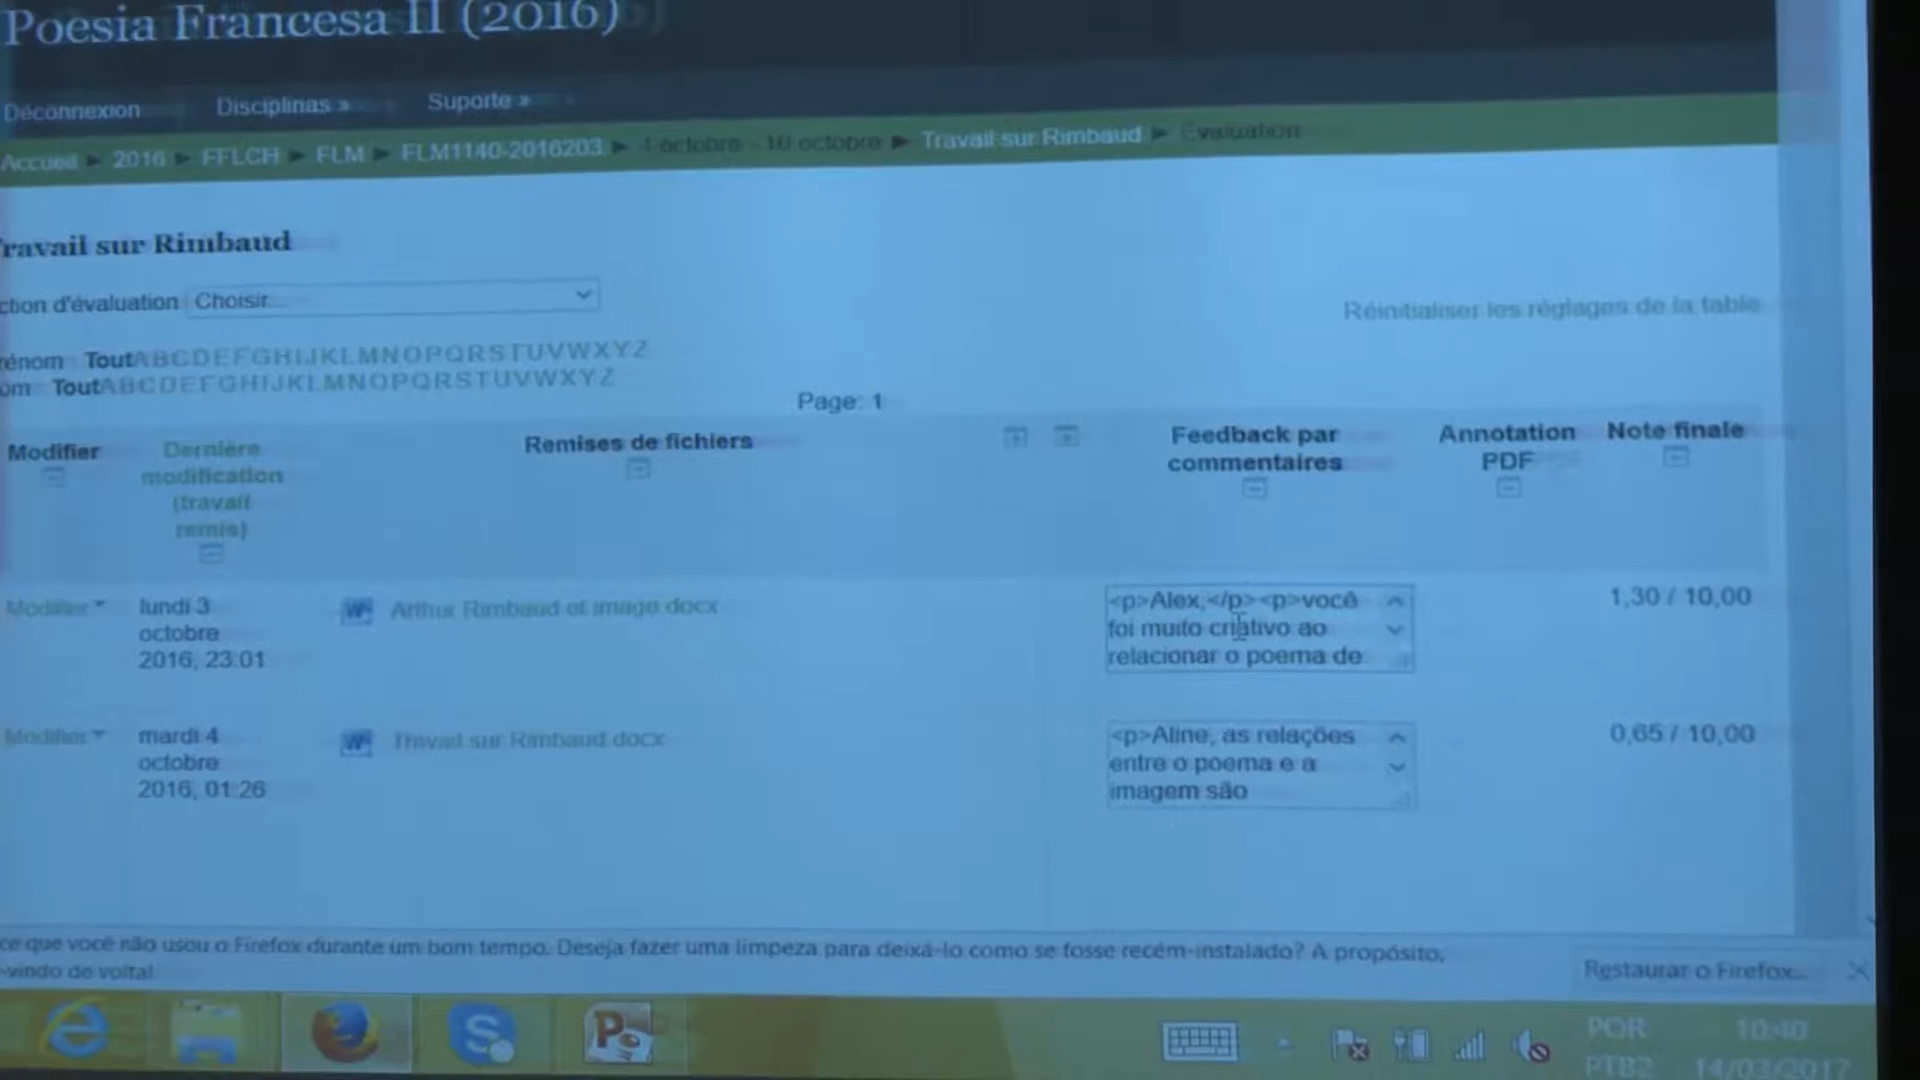 Poesia Francesa II (2016)
Déconnexion Disciplinas » Suporte »
Accueil ► 2016 ► FFLCH ► FLM ► FLM1140-2016203 ► 4 octobre - 10 octobre ► Travail sur Rimbaud ► Évaluation
ravail sur Rimbaud
ction d'évaluation Choisir...
Réinitialiser les réglages de la table
rénom Tout A B C D E F G H I J K L M N O P Q R S T U V W X Y Z
om Tout A B C D E F G H I J K L M N O P Q R S T U V W X Y Z
Page: 1
Modifier
Dernière
modification
(travail
remis)
Remises de fichiers
Feedback par
commentaires
Annotation
PDF
Note finale
Modifier
lundi 3
octobre
2016, 23:01
Arthur Rimbaud et image.docx
<p>Alex,</p><p>você
foi muito criativo ao
relacionar o poema de
1,30 / 10,00
Modifier
mardi 4
octobre
2016, 01:26
Travail sur Rimbaud.docx
<p>Aline, as relações
entre o poema e a
imagem são
0,65 / 10,00
ce que você não usou o Firefox durante um bom tempo. Deseja fazer uma limpeza para deixá-lo como se fosse recém-instalado? A propósito,
-vindo de volta!
Restaurar o Firefox...
POR 10:40
PTB2 14/03/2017